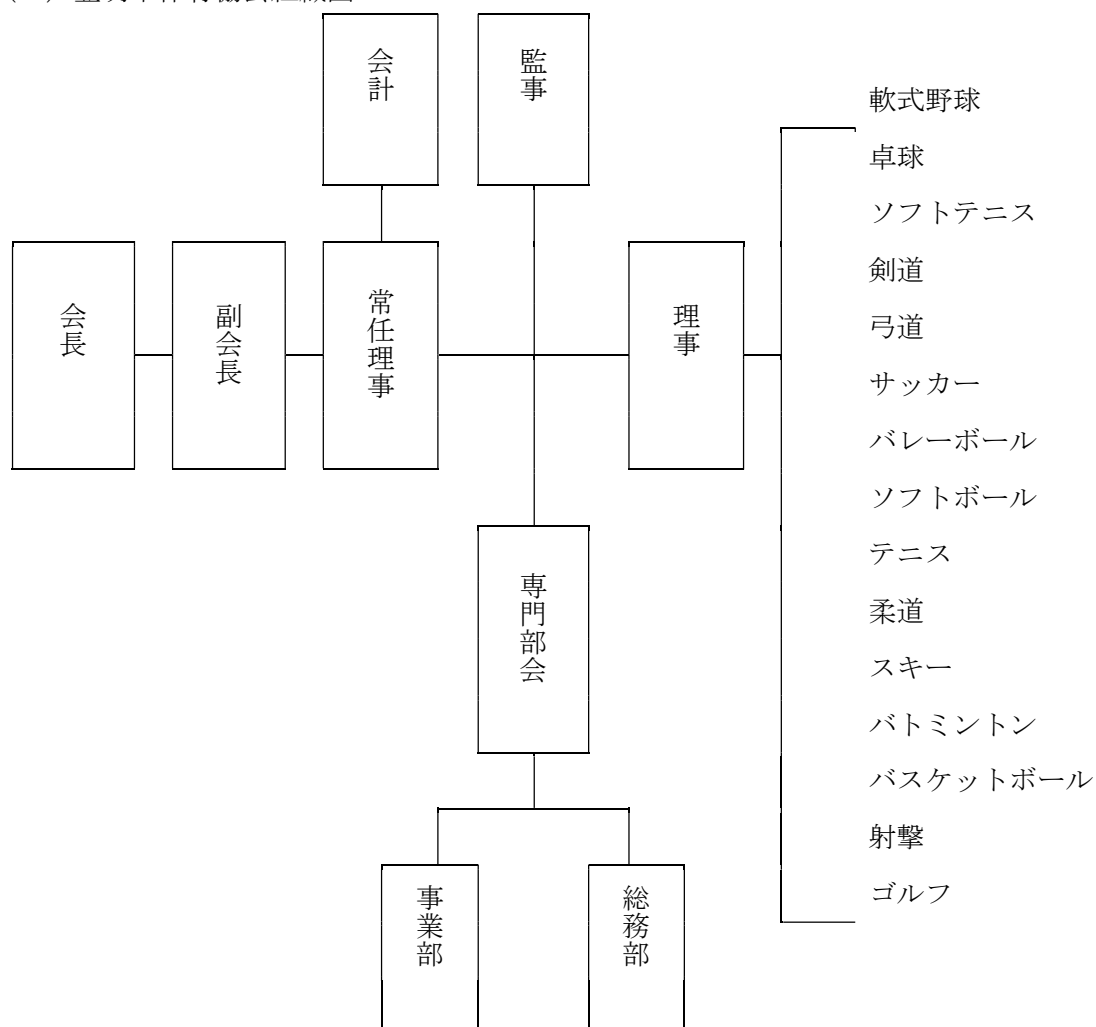 会計
監事
会長
副会長
常任理事
理事
専門部会
事業部
総務部
軟式野球
卓球
ソフトテニス
剣道
弓道
サッカー
バレーボール
ソフトボール
テニス
柔道
スキー
バトミントン
バスケットボール
射撃
ゴルフ